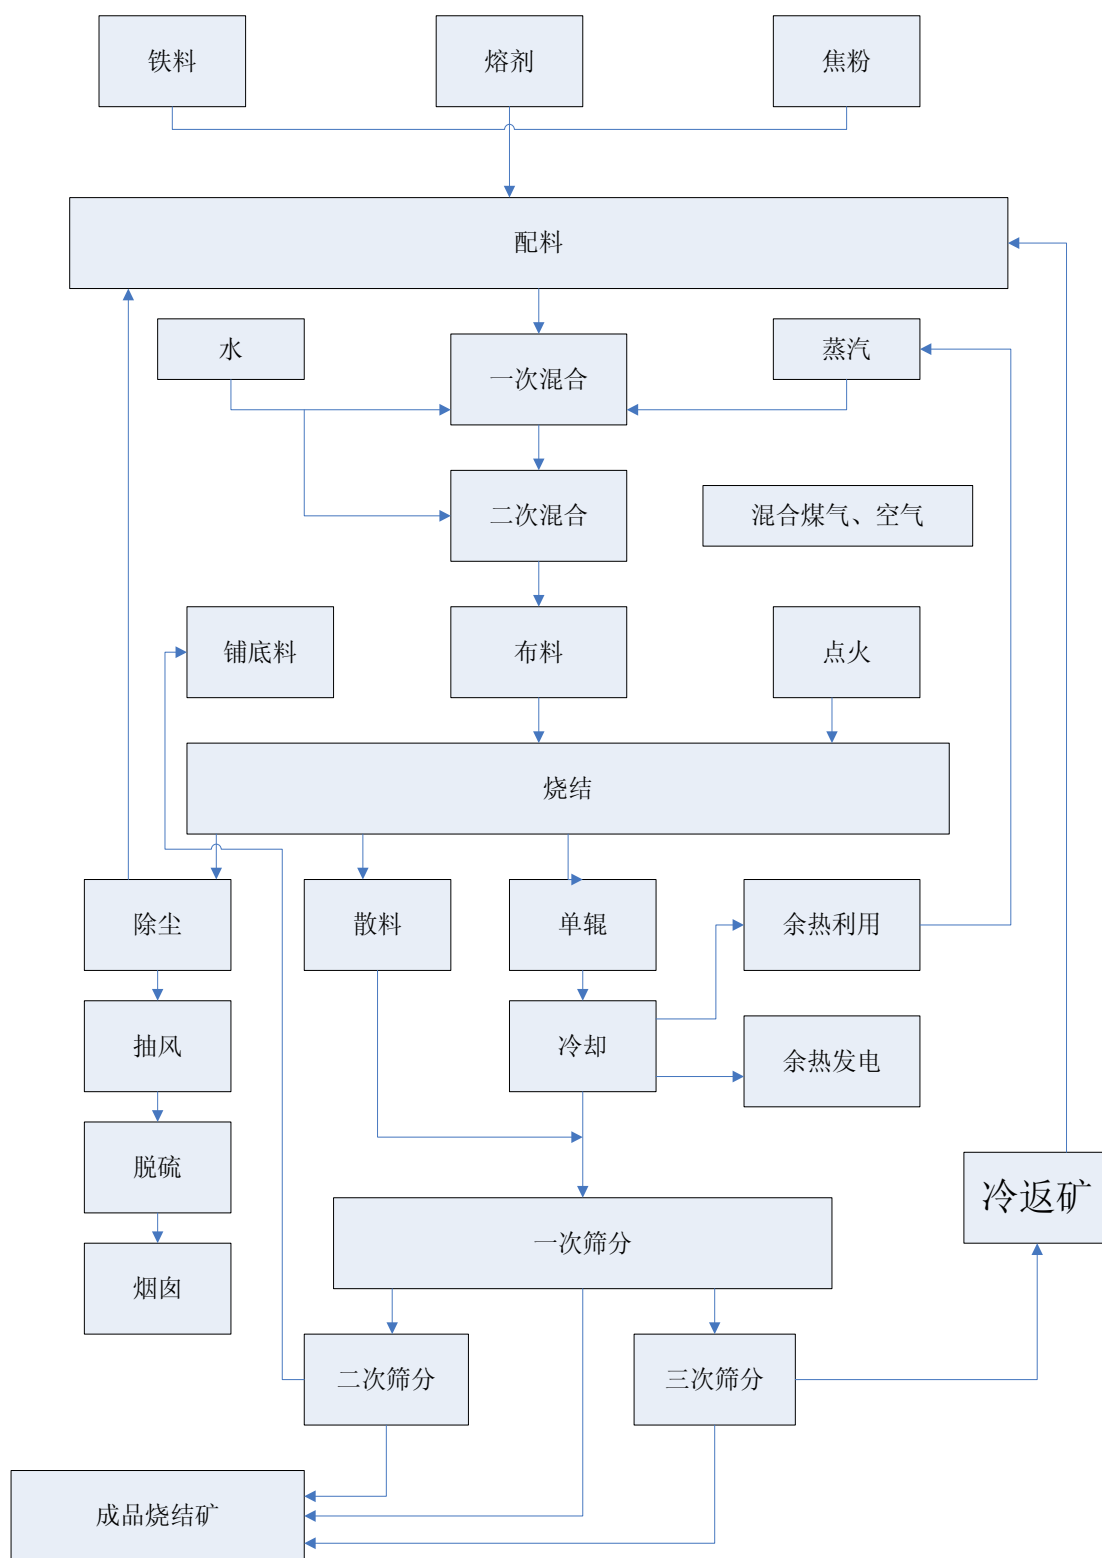 铁料
熔剂
焦粉
配料
水
一次混合
蒸汽
二次混合
混合煤气、空气
铺底料
布料
点火
烧结
除尘
散料
单辊
余热利用
抽风
冷却
余热发电
脱硫
冷返矿
一次筛分
烟囱
二次筛分
三次筛分
成品烧结矿